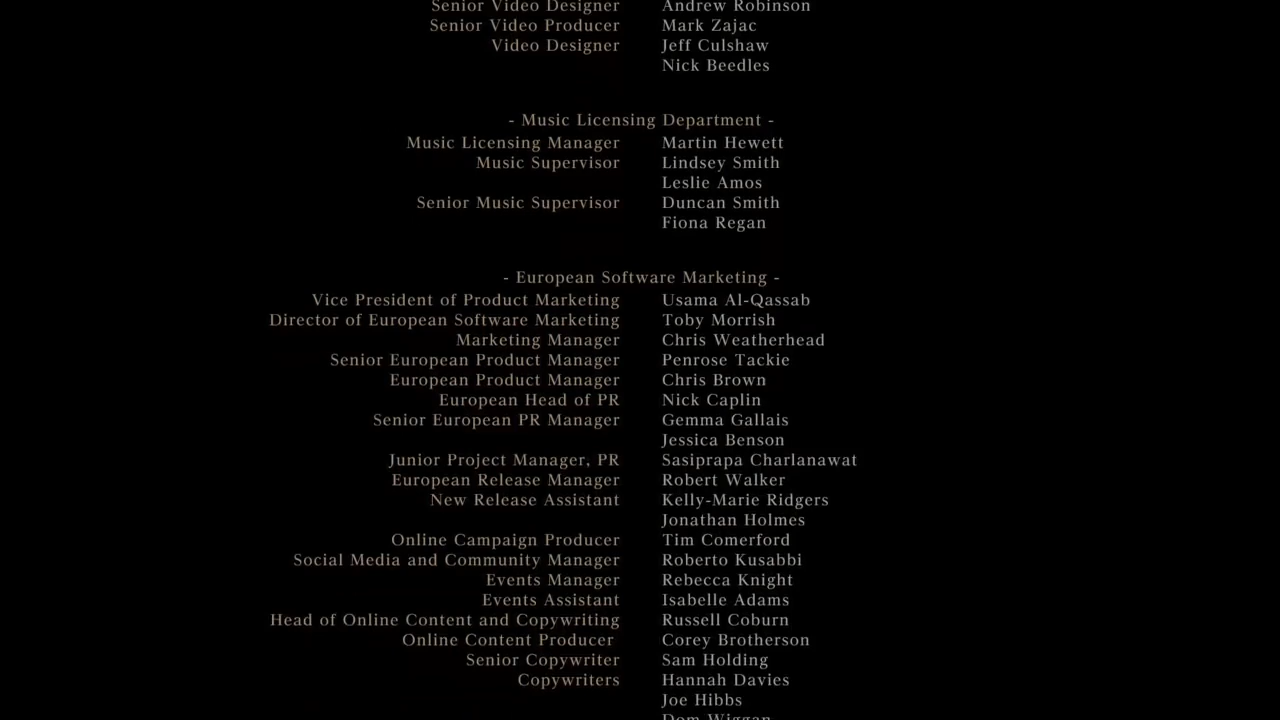 Senior Video Designer Andrew Robinson
Senior Video Producer Mark Zajac
Video Designer Jeff Culshaw
Nick Beedles
- Music Licensing Department -
Music Licensing Manager Martin Hewett
Music Supervisor Lindsey Smith
Leslie Amos
Senior Music Supervisor Duncan Smith
Fiona Regan
- European Software Marketing -
Vice President of Product Marketing Usama Al-Qassab
Director of European Software Marketing Toby Morrish
Marketing Manager Chris Weatherhead
Senior European Product Manager Penrose Tackie
European Product Manager Chris Brown
European Head of PR Nick Caplin
Senior European PR Manager Gemma Gallais
Jessica Benson
Junior Project Manager, PR Sasiprapa Charlanawat
European Release Manager Robert Walker
New Release Assistant Kelly-Marie Ridgers
Jonathan Holmes
Online Campaign Producer Tim Comerford
Social Media and Community Manager Roberto Kusabbi
Events Manager Rebecca Knight
Events Assistant Isabelle Adams
Head of Online Content and Copywriting Russell Coburn
Online Content Producer Corey Brotherson
Senior Copywriter Sam Holding
Copywriters Hannah Davies
Joe Hibbs
Dom Wiggan